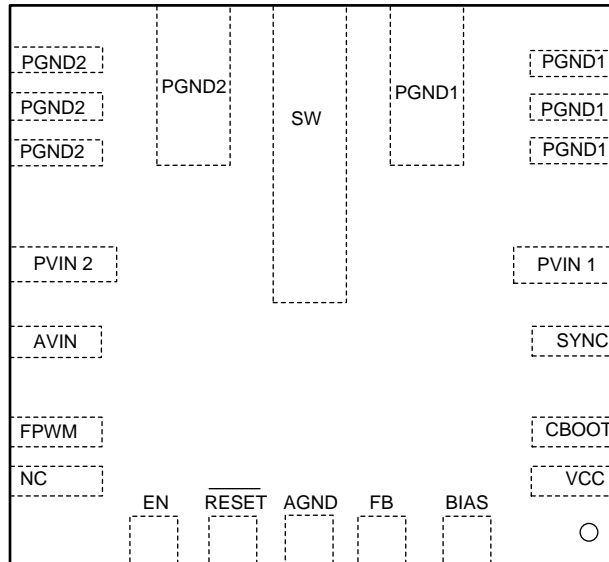 PGND2 PGND1
PGND2 PGND1
PGND2 SW PGND1
PGND2 PGND1
PGND2 PGND1
PVIN 2 PVIN 1
AVIN SYNC
FPWM CBOOT
NC VCC
EN RESET AGND FB BIAS